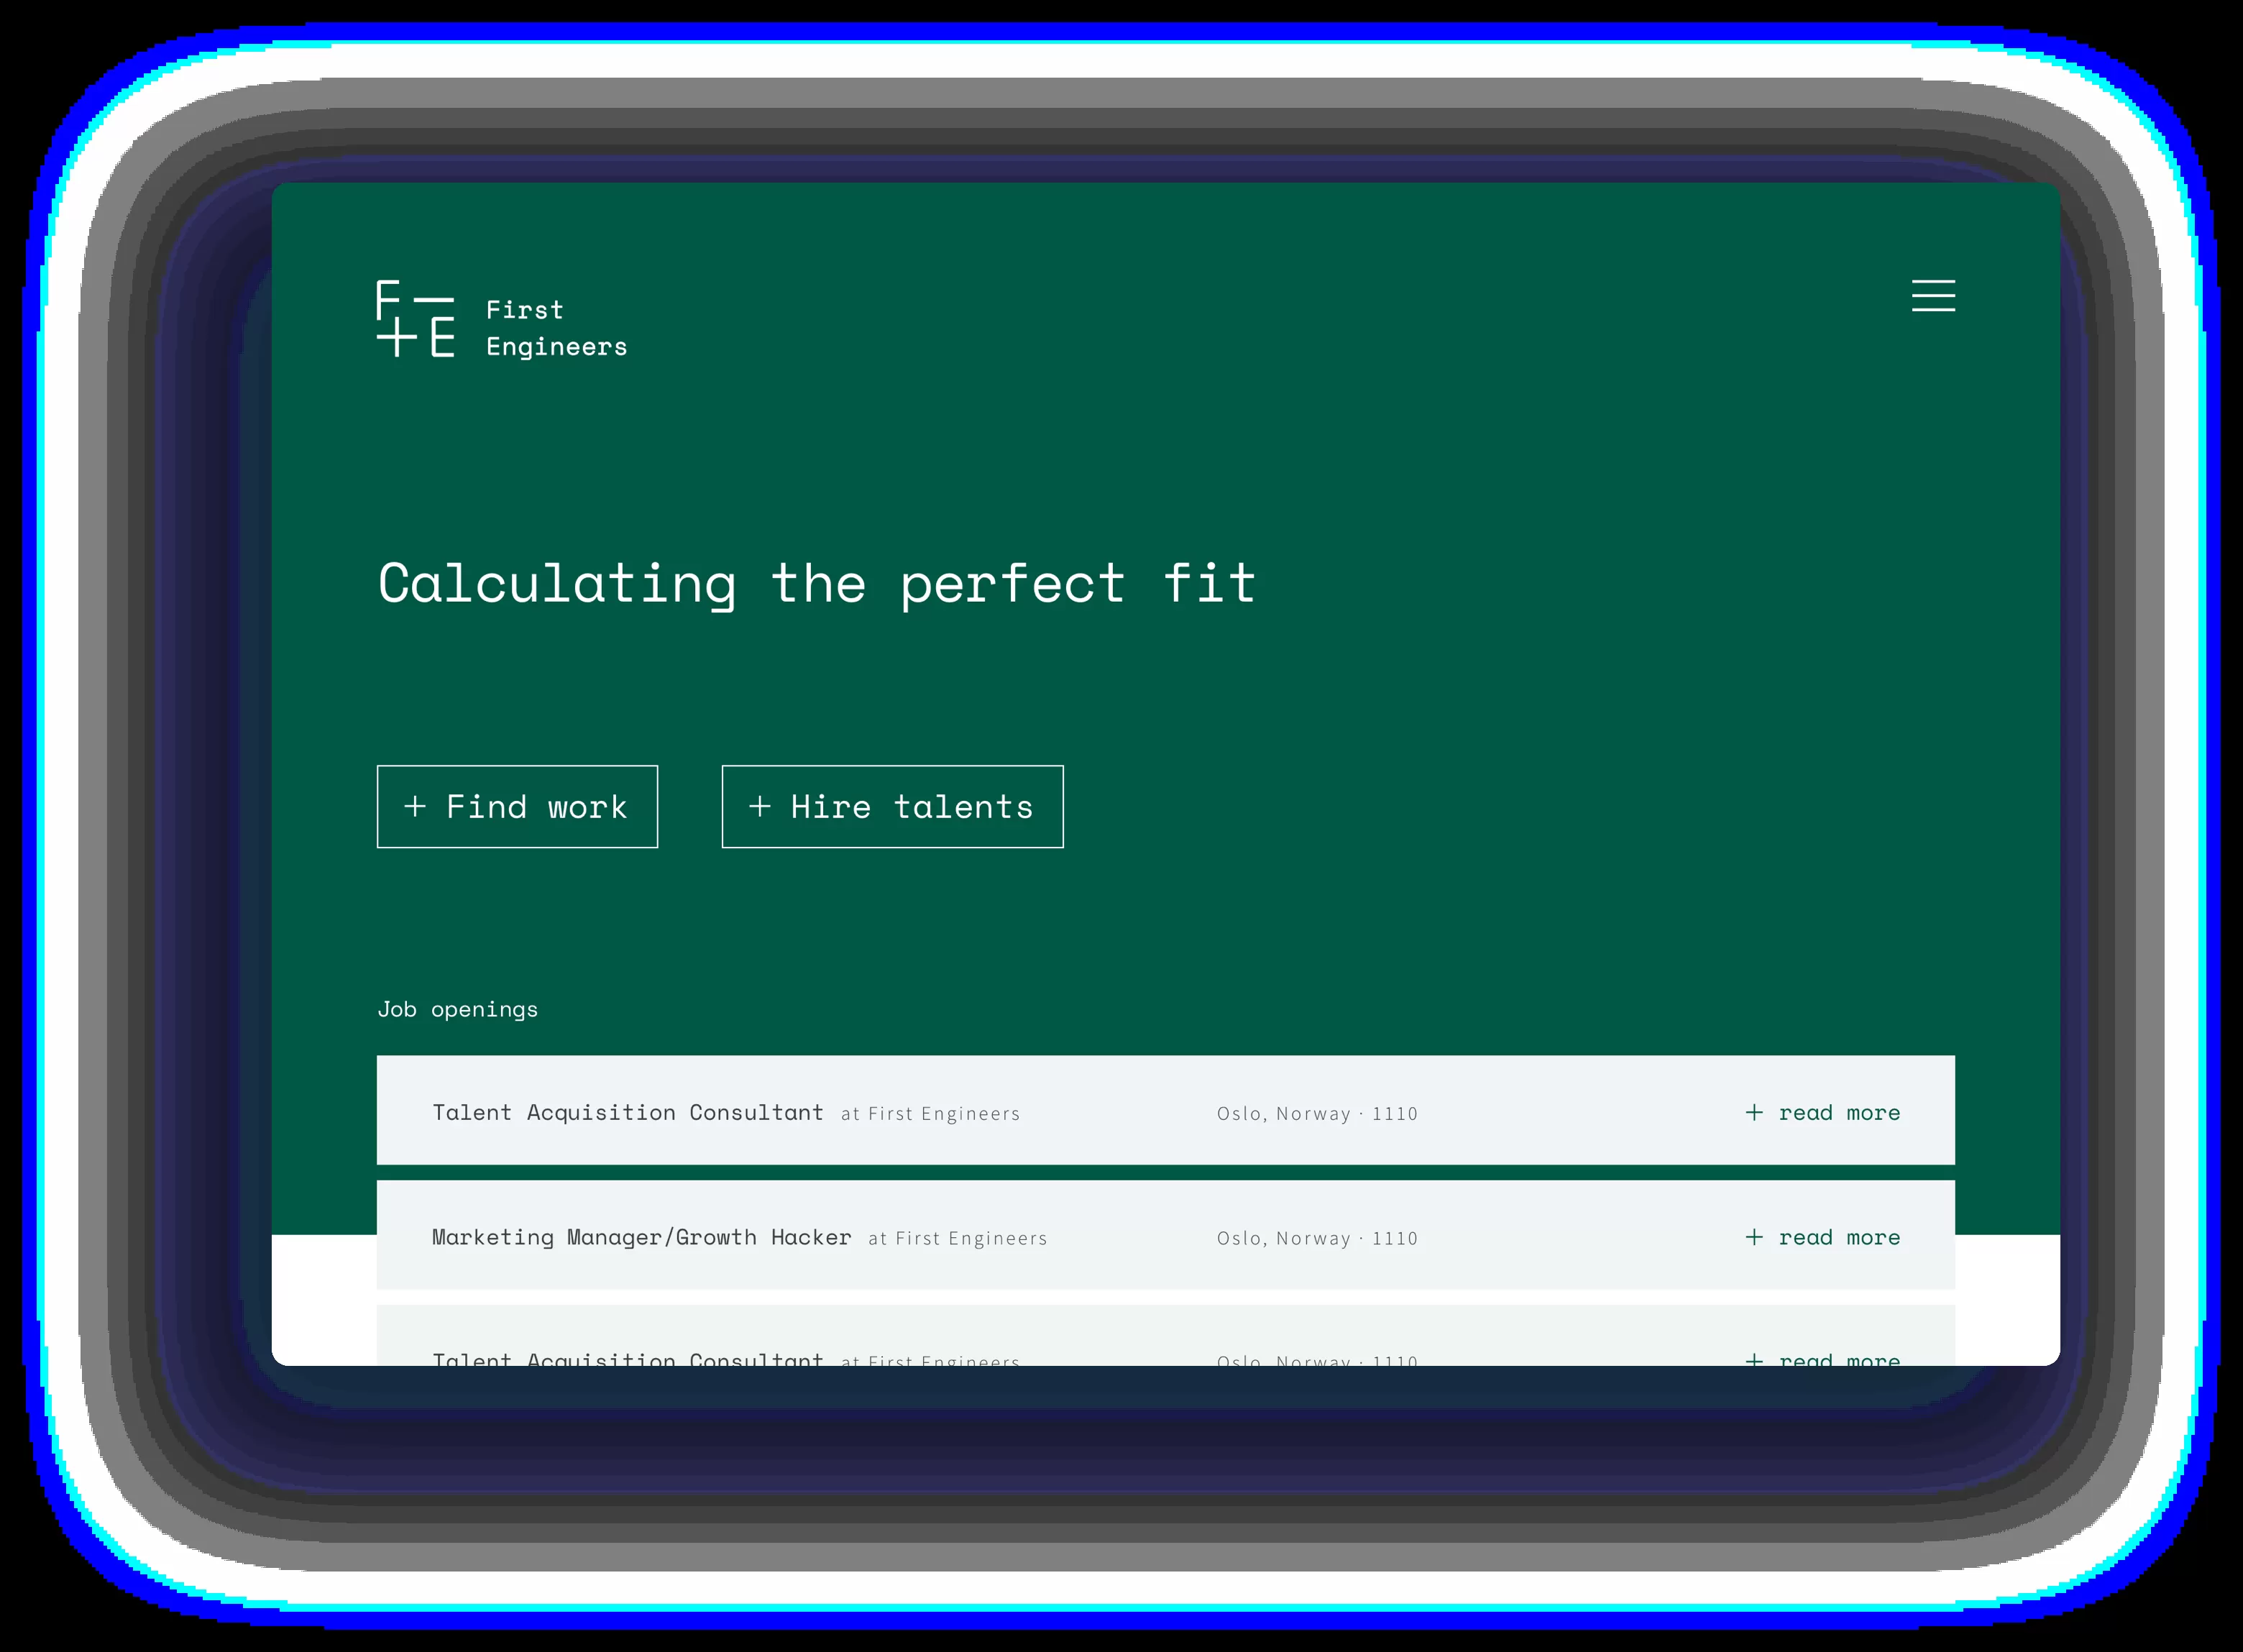 F
+E
First
Engineers
Calculating the perfect fit
+ Find work
+ Hire talents
Job openings
Talent Acquisition Consultant at First Engineers Oslo, Norway · 1110 + read more
Marketing Manager/Growth Hacker at First Engineers Oslo, Norway · 1110 + read more
Talent Acquisition Consultant at First Engineers Oslo, Norway · 1110 + read more